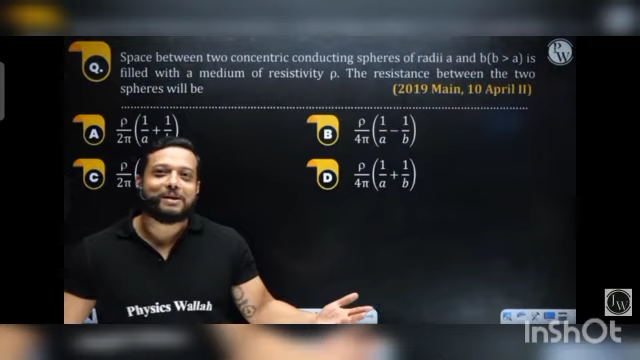 Q.
Space between two concentric conducting spheres of radii a and b(b > a) is
filled with a medium of resistivity ρ. The resistance between the two
spheres will be
(2019 Main, 10 April II)
A ρ/2π (1/a + 1/b)
B ρ/4π (1/a − 1/b)
C ρ/2π
D ρ/4π (1/a + 1/b)
Physics Wallah
InShOt